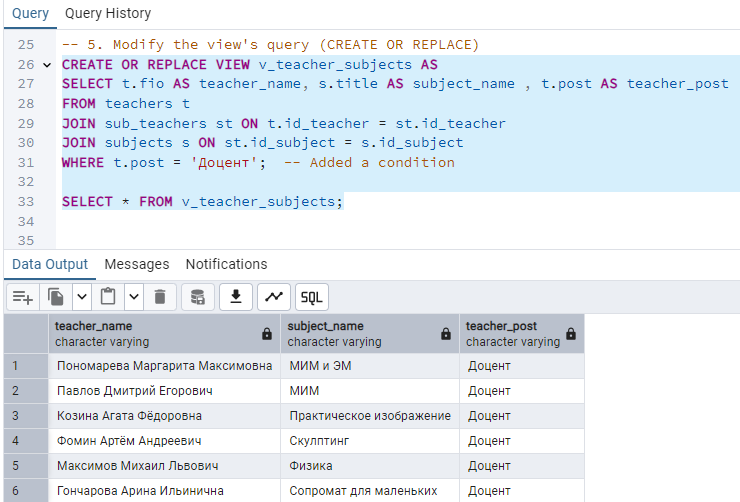 Query Query History
25 -- 5. Modify the view's query (CREATE OR REPLACE)
26 CREATE OR REPLACE VIEW v_teacher_subjects AS
27 SELECT t.fio AS teacher_name, s.title AS subject_name , t.post AS teacher_post
28 FROM teachers t
29 JOIN sub_teachers st ON t.id_teacher = st.id_teacher
30 JOIN subjects s ON st.id_subject = s.id_subject
31 WHERE t.post = 'Доцент';  -- Added a condition
32
33 SELECT * FROM v_teacher_subjects;
34
35
Data Output Messages Notifications
SQL
teacher_name subject_name teacher_post
character varying character varying character varying
1 Пономарева Маргарита Максимовна МИМ и ЭМ Доцент
2 Павлов Дмитрий Егорович МИМ Доцент
3 Козина Агата Фёдоровна Практическое изображение Доцент
4 Фомин Артём Андреевич Скулптинг Доцент
5 Максимов Михаил Львович Физика Доцент
6 Гончарова Арина Ильинична Сопромат для маленьких Доцент